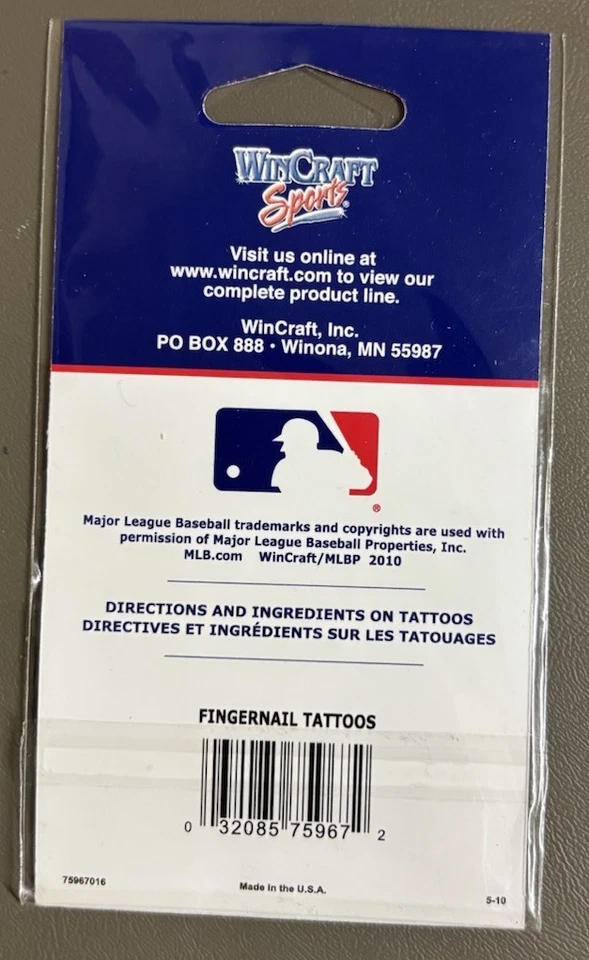 WINCRAFT
Sports®
Visit us online at
www.wincraft.com to view our
complete product line.
WinCraft, Inc.
PO BOX 888 • Winona, MN 55987
®
Major League Baseball trademarks and copyrights are used with
permission of Major League Baseball Properties, Inc.
MLB.com WinCraft/MLBP 2010
DIRECTIONS AND INGREDIENTS ON TATTOOS
DIRECTIVES ET INGRÉDIENTS SUR LES TATOUAGES
FINGERNAIL TATTOOS
0 32085 75967 2
75967016 Made in the U.S.A. 5-10